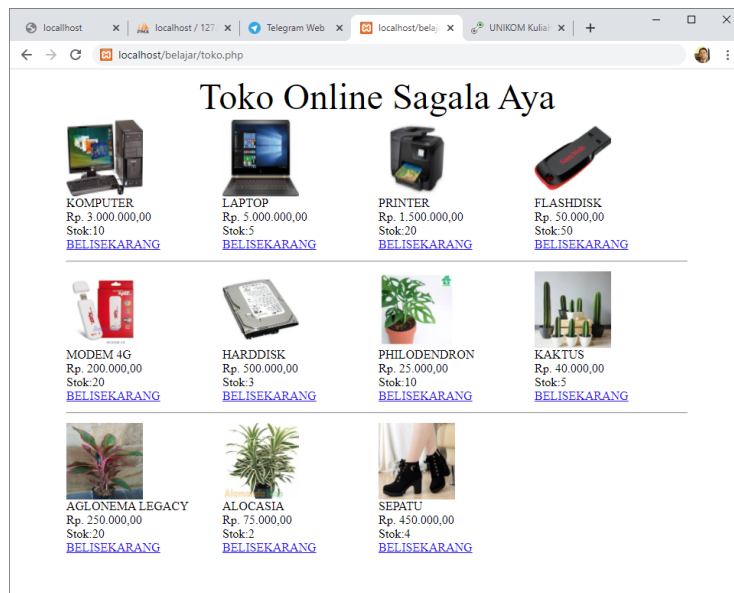 locallhost
localhost / 127.
Telegram Web
localhost/belaj
UNIKOM Kuliah
localhost/belajar/toko.php
Toko Online Sagala Aya
KOMPUTER
Rp. 3.000.000,00
Stok:10
BELISEKARANG
LAPTOP
Rp. 5.000.000,00
Stok:5
BELISEKARANG
PRINTER
Rp. 1.500.000,00
Stok:20
BELISEKARANG
SanDisk
FLASHDISK
Rp. 50.000,00
Stok:50
BELISEKARANG
MODEM 4G
Rp. 200.000,00
Stok:20
BELISEKARANG
HARDDISK
Rp. 500.000,00
Stok:3
BELISEKARANG
PHILODENDRON
Rp. 25.000,00
Stok:10
BELISEKARANG
KAKTUS
Rp. 40.000,00
Stok:5
BELISEKARANG
AGLONEMA LEGACY
Rp. 250.000,00
Stok:20
BELISEKARANG
ALOCASIA
Rp. 75.000,00
Stok:2
BELISEKARANG
SEPATU
Rp. 450.000,00
Stok:4
BELISEKARANG